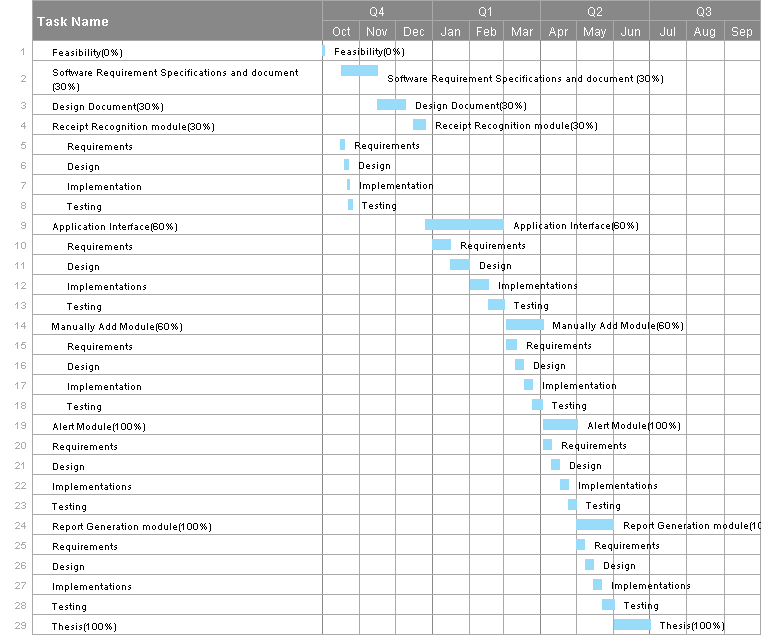 Task Name
Q4 Q1 Q2 Q3
Oct Nov Dec Jan Feb Mar Apr May Jun Jul Aug Sep
1 Feasibility(0%) Feasibility(0%)
2 Software Requirement Specifications and document
(30%)
Software Requirement Specifications and document (30%)
3 Design Document(30%) Design Document(30%)
4 Receipt Recognition module(30%) Receipt Recognition module(30%)
5 Requirements Requirements
6 Design Design
7 Implementation Implementation
8 Testing Testing
9 Application Interface(60%) Application Interface(60%)
10 Requirements Requirements
11 Design Design
12 Implementations Implementations
13 Testing Testing
14 Manually Add Module(60%) Manually Add Module(60%)
15 Requirements Requirements
16 Design Design
17 Implementation Implementation
18 Testing Testing
19 Alert Module(100%) Alert Module(100%)
20 Requirements Requirements
21 Design Design
22 Implementations Implementations
23 Testing Testing
24 Report Generation module(100%) Report Generation module(10
25 Requirements Requirements
26 Design Design
27 Implementations Implementations
28 Testing Testing
29 Thesis(100%) Thesis(100%)